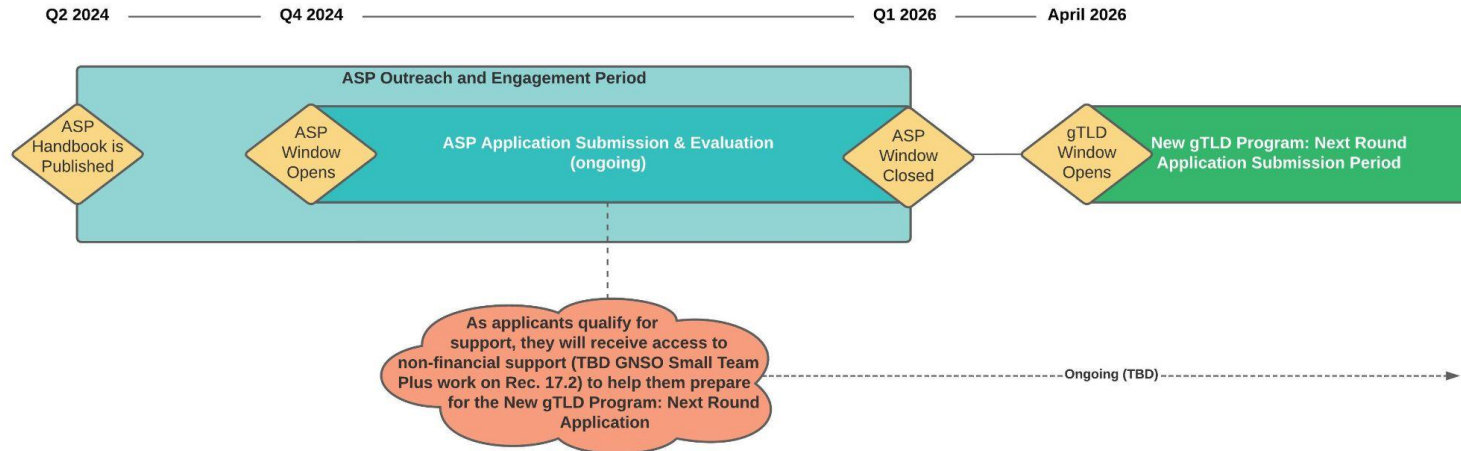 Q2 2024
Q4 2024
Q1 2026
April 2026
ASP Outreach and Engagement Period
ASP
Handbook is
Published
ASP
Window
Opens
ASP Application Submission & Evaluation
(ongoing)
ASP
Window
Closed
gTLD
Window
Opens
New gTLD Program: Next Round
Application Submission Period
As applicants qualify for
support, they will receive access to
non-financial support (TBD GNSO Small Team
Plus work on Rec. 17.2) to help them prepare
for the New gTLD Program: Next Round
Application
Ongoing (TBD)